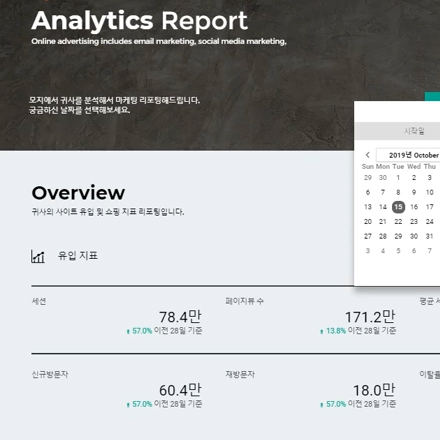 Analytics Report
Online advertising includes email marketing, social media marketing,
모지에서 귀사를 분석해서 마케팅 리포팅해드립니다.
궁금하신 날짜를 선택해보세요.
시작일
2019년 October
Sun Mon Tue Wed Thu
29 30 1 2 3
6 7 8 9 10
13 14 15 16 17
20 21 22 23 24
27 28 29 30 31
3 4 5 6 7
Overview
귀사의 사이트 유입 및 쇼핑 지표 리포팅입니다.
유입 지표
세션
78.4만
57.0% 이전 28일 기준
페이지뷰 수
171.2만
13.8% 이전 28일 기준
평균
신규방문자
60.4만
57.0% 이전 28일 기준
재방문자
18.0만
57.0% 이전 28일 기준
이탈률